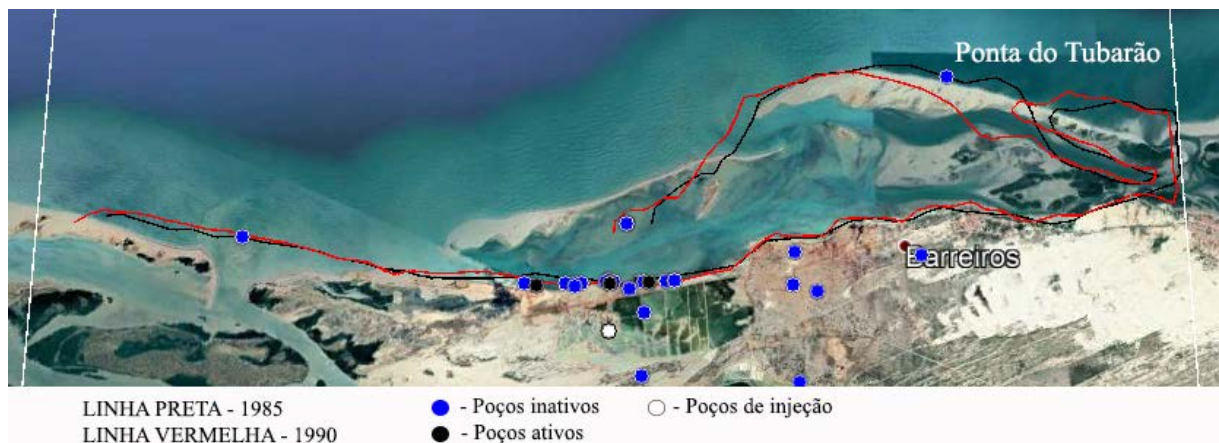 Ponta do Tubarão
Barreiros
LINHA PRETA - 1985
- Poços inativos
- Poços de injeção
LINHA VERMELHA - 1990
- Poços ativos